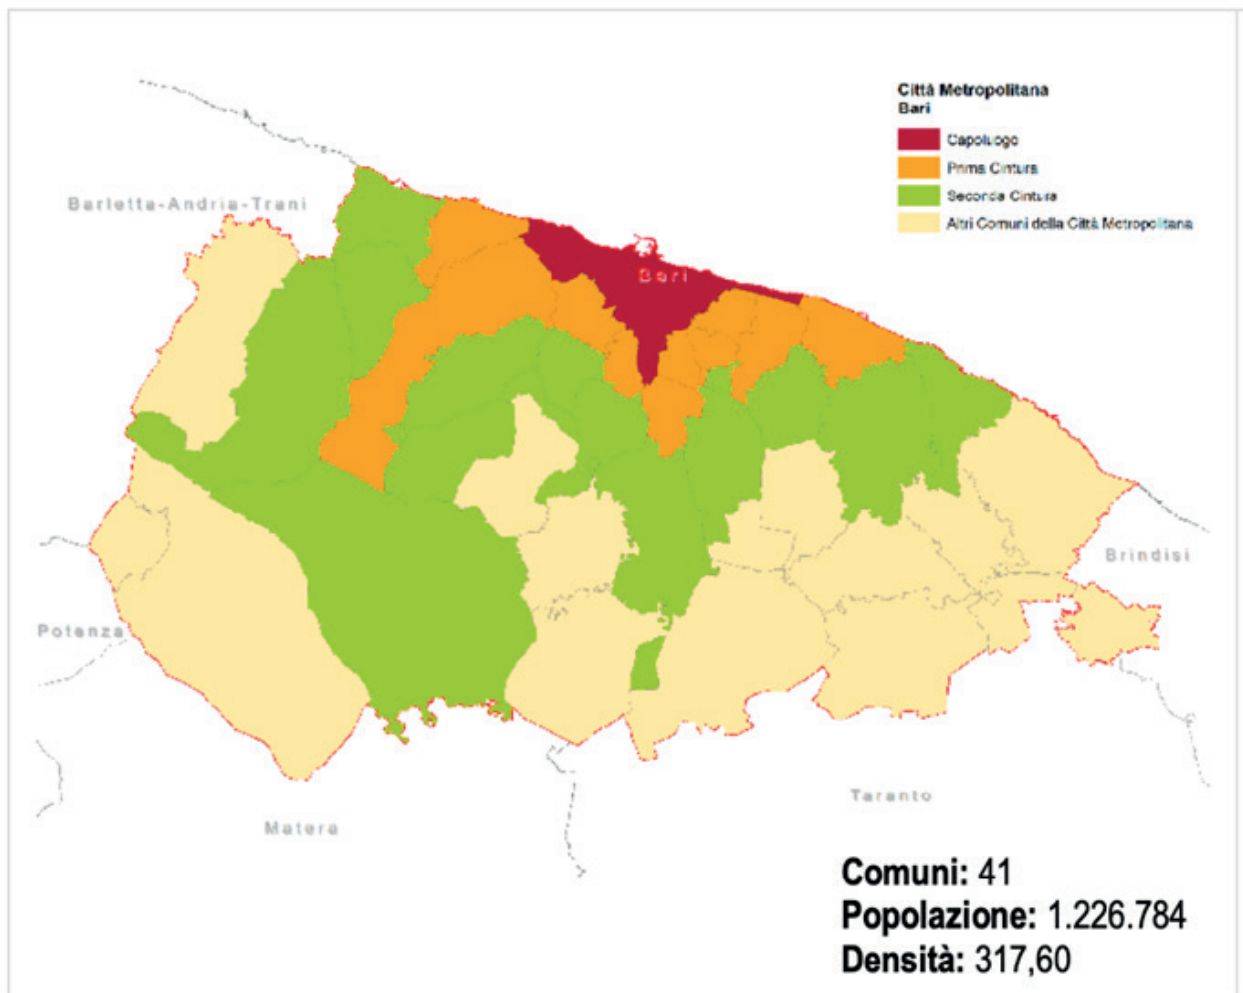 Città Metropolitana
Bari
Capoluogo
Prima Cintura
Seconda Cintura
Altri Comuni della Città Metropolitana
Barletta-Andria-Trani
Bari
Brindisi
Potenza
Taranto
Matera
Comuni: 41
Popolazione: 1.226.784
Densità: 317,60